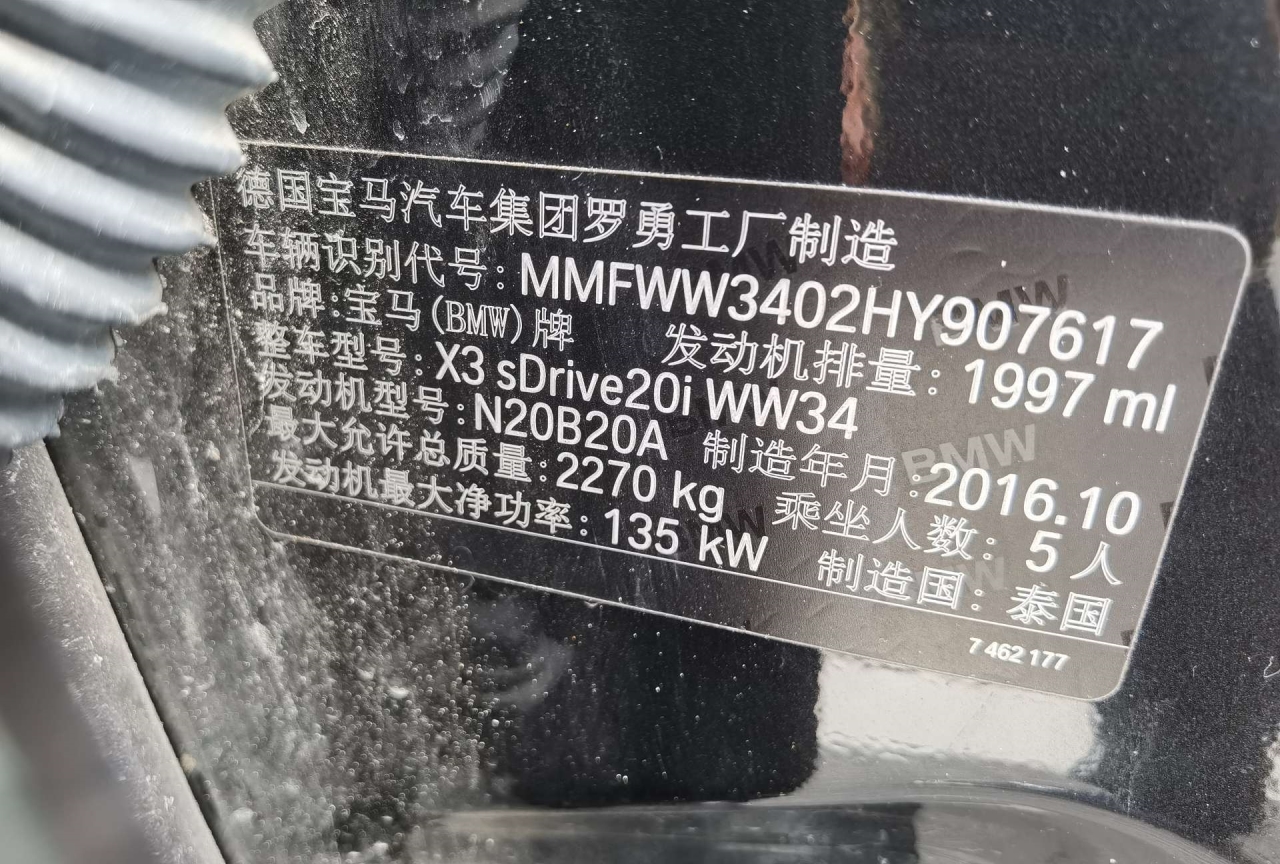 德国宝马汽车集团罗勇工厂制造
车辆识别代号：MMFWW3402HY907617
品牌：宝马(BMW)牌 发动机排量：1997 ml
整车型号：X3 sDrive20i WW34
发动机型号：N20B20A 制造年月：2016.10
最大允许总质量：2270 kg 乘坐人数：5 人
发动机最大净功率：135 kW 制造国：泰国
7 462 177